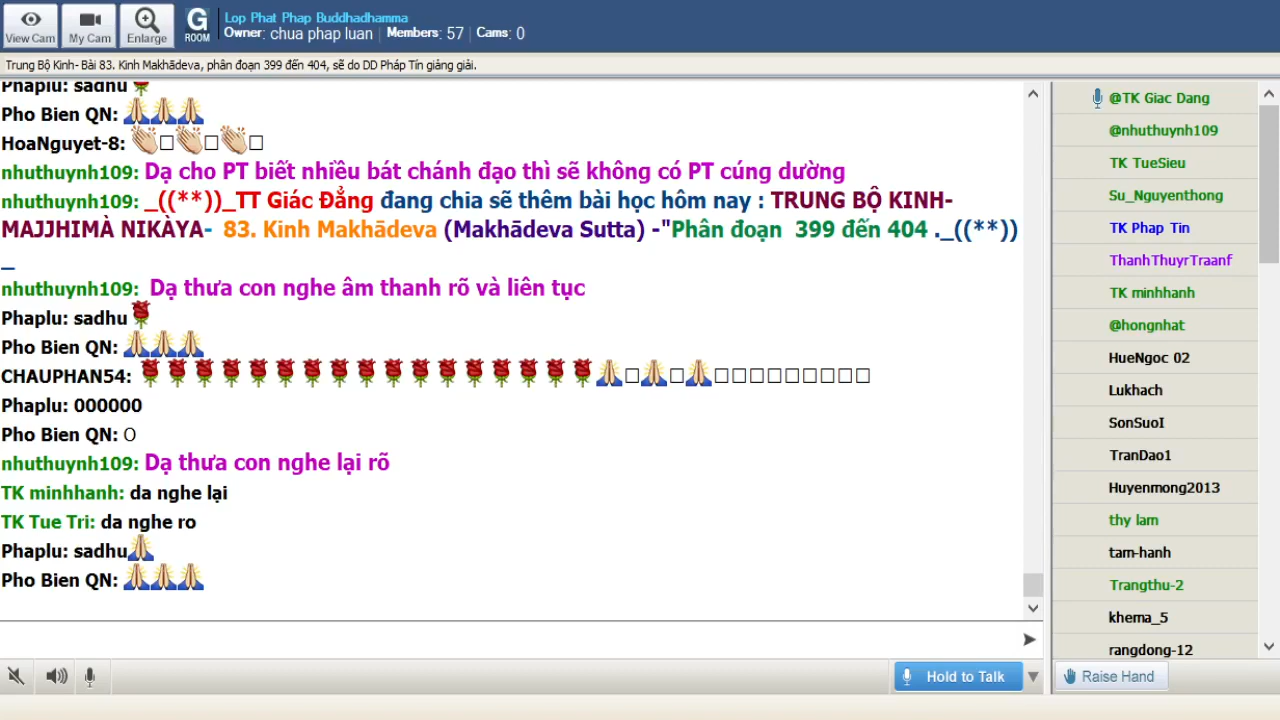 View Cam
My Cam
Enlarge
G
ROOM
Lop Phat Phap Buddhadhamma
Owner: chua phap luan | Members: 57 | Cams: 0
Trung Bộ Kinh- Bài 83. Kinh Makhādeva, phân đoạn 399 đến 404, sẽ do DD Pháp Tín giảng giải.
Phaplu: sadhu🌹
Pho Bien QN: 🙏🙏🙏
HoaNguyet-8: 👏□👏□👏□
nhuthuynh109: Dạ cho PT biết nhiều bát chánh đạo thì sẽ không có PT cúng dường
nhuthuynh109: _((**))_TT Giác Đẳng đang chia sẽ thêm bài học hôm nay : TRUNG BỘ KINH-
MAJJHIMÀ NIKÀYA- 83. Kinh Makhādeva (Makhādeva Sutta) -"Phân đoạn 399 đến 404 ._((**))
_
nhuthuynh109: Dạ thưa con nghe âm thanh rõ và liên tục
Phaplu: sadhu🌹
Pho Bien QN: 🙏🙏🙏
CHAUPHAN54: 🌹🌹🌹🌹🌹🌹🌹🌹🌹🌹🌹🌹🌹🌹🌹🌹🌹🙏□🙏□🙏□□□□□□□□□□
Phaplu: 000000
Pho Bien QN: O
nhuthuynh109: Dạ thưa con nghe lại rõ
TK minhhanh: da nghe lại
TK Tue Tri: da nghe ro
Phaplu: sadhu🙏
Pho Bien QN: 🙏🙏🙏
@TK Giac Dang
@nhuthuynh109
TK TueSieu
Su_Nguyenthong
TK Phap Tin
ThanhThuyrTraanf
TK minhhanh
@hongnhat
HueNgoc 02
Lukhach
SonSuoI
TranDao1
Huyenmong2013
thy lam
tam-hanh
Trangthu-2
khema_5
rangdong-12
Hold to Talk
Raise Hand